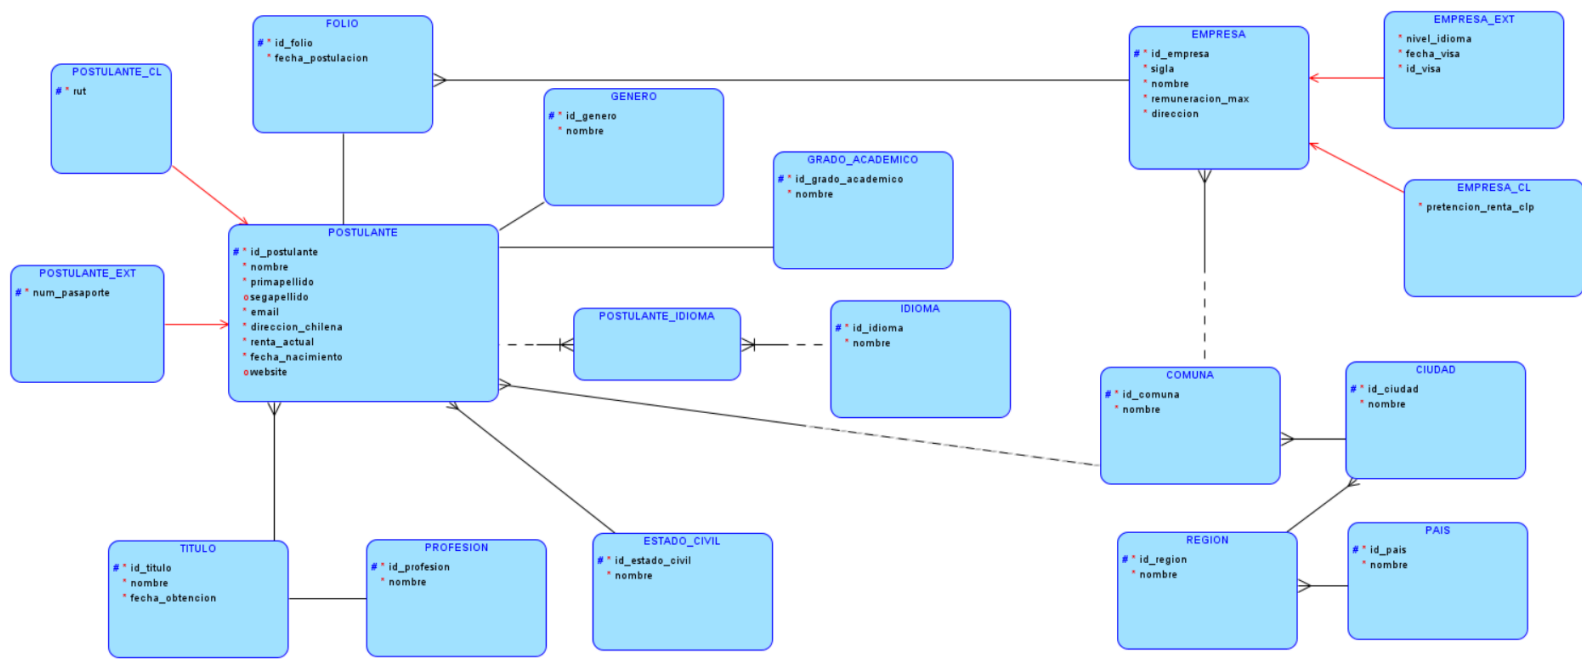 FOLIO
# * id_folio
* fecha_postulacion
POSTULANTE_CL
# * rut
GENERO
# * id_genero
* nombre
GRADO_ACADEMICO
# * id_grado_academico
* nombre
EMPRESA
# * id_empresa
* sigla
* nombre
* remuneracion_max
* direccion
EMPRESA_EXT
* nivel_idioma
* fecha_visa
* id_visa
EMPRESA_CL
* pretencion_renta_clp
POSTULANTE
# * id_postulante
* nombre
* primapellido
o segapellido
* email
* direccion_chilena
* renta_actual
* fecha_nacimiento
o website
POSTULANTE_EXT
# * num_pasaporte
POSTULANTE_IDIOMA
IDIOMA
# * id_idioma
* nombre
COMUNA
# * id_comuna
* nombre
CIUDAD
# * id_ciudad
* nombre
TITULO
# * id_titulo
* nombre
* fecha_obtencion
PROFESION
# * id_profesion
* nombre
ESTADO_CIVIL
# * id_estado_civil
* nombre
REGION
# * id_region
* nombre
PAIS
# * id_pais
* nombre